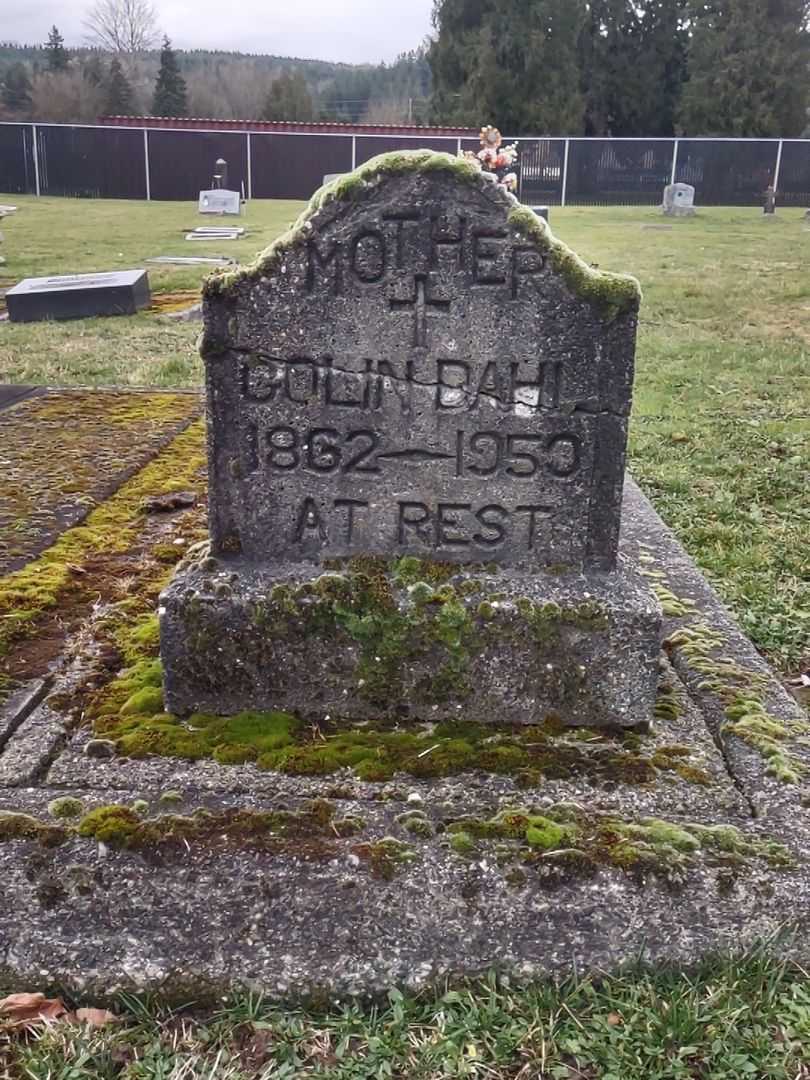 MOTHER
COLIN DAHL
1862–1950
AT REST